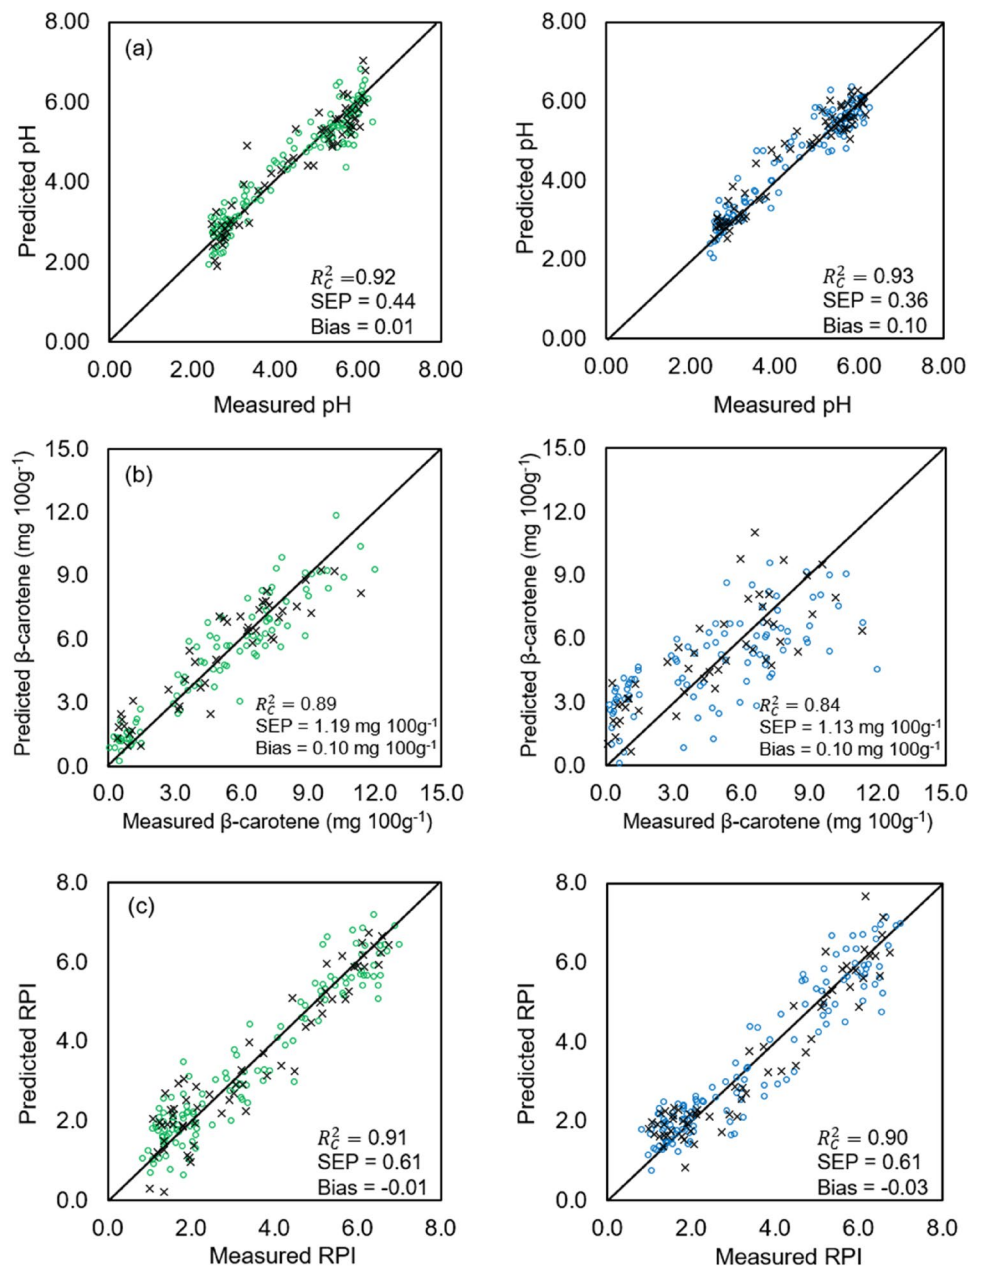 (a)
Predicted pH
8.00
6.00
4.00
2.00
0.00
R²_C =0.92
SEP = 0.44
Bias = 0.01
0.00 2.00 4.00 6.00 8.00
Measured pH
Predicted pH
8.00
6.00
4.00
2.00
0.00
R²_C = 0.93
SEP = 0.36
Bias = 0.10
0.00 2.00 4.00 6.00 8.00
Measured pH
(b)
Predicted β-carotene (mg 100g⁻¹)
15.0
12.0
9.0
6.0
3.0
0.0
R²_C = 0.89
SEP = 1.19 mg 100g⁻¹
Bias = 0.10 mg 100g⁻¹
0.0 3.0 6.0 9.0 12.0 15.0
Measured β-carotene (mg 100g⁻¹)
Predicted β-carotene (mg 100g⁻¹)
15.0
12.0
9.0
6.0
3.0
0.0
R²_C = 0.84
SEP = 1.13 mg 100g⁻¹
Bias = 0.10 mg 100g⁻¹
0.0 3.0 6.0 9.0 12.0 15.0
Measured β-carotene (mg 100g⁻¹)
(c)
Predicted RPI
8.0
6.0
4.0
2.0
0.0
R²_C = 0.91
SEP = 0.61
Bias = -0.01
0.0 2.0 4.0 6.0 8.0
Measured RPI
Predicted RPI
8.0
6.0
4.0
2.0
0.0
R²_C = 0.90
SEP = 0.61
Bias = -0.03
0.0 2.0 4.0 6.0 8.0
Measured RPI